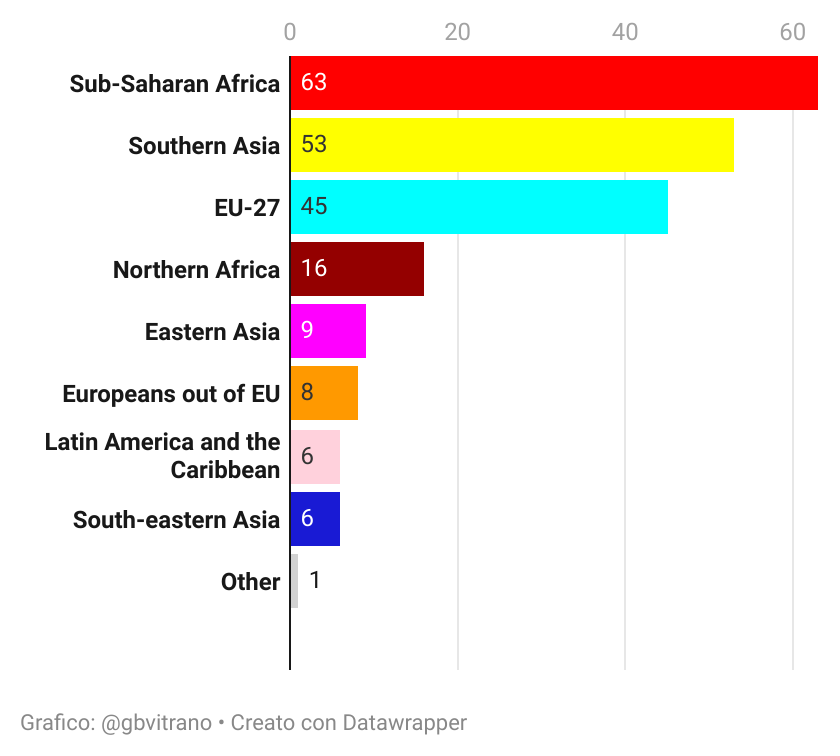 0 20 40 60
Sub-Saharan Africa 63
Southern Asia 53
EU-27 45
Northern Africa 16
Eastern Asia 9
Europeans out of EU 8
Latin America and the
Caribbean 6
South-eastern Asia 6
Other 1
Grafico: @gbvitrano • Creato con Datawrapper